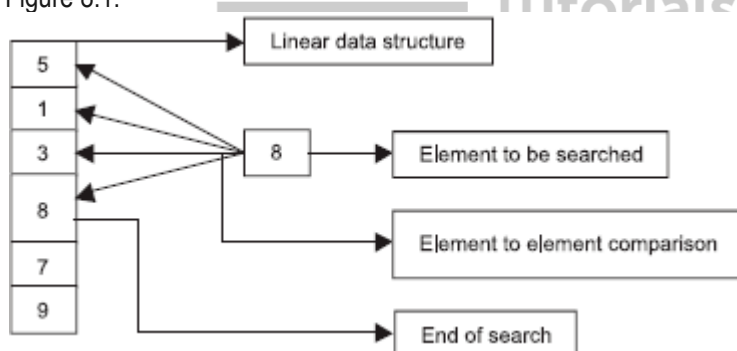 Figure 6.1.
Tutorials
Linear data structure
5
1
3
8
Element to be searched
8
Element to element comparison
7
9
End of search